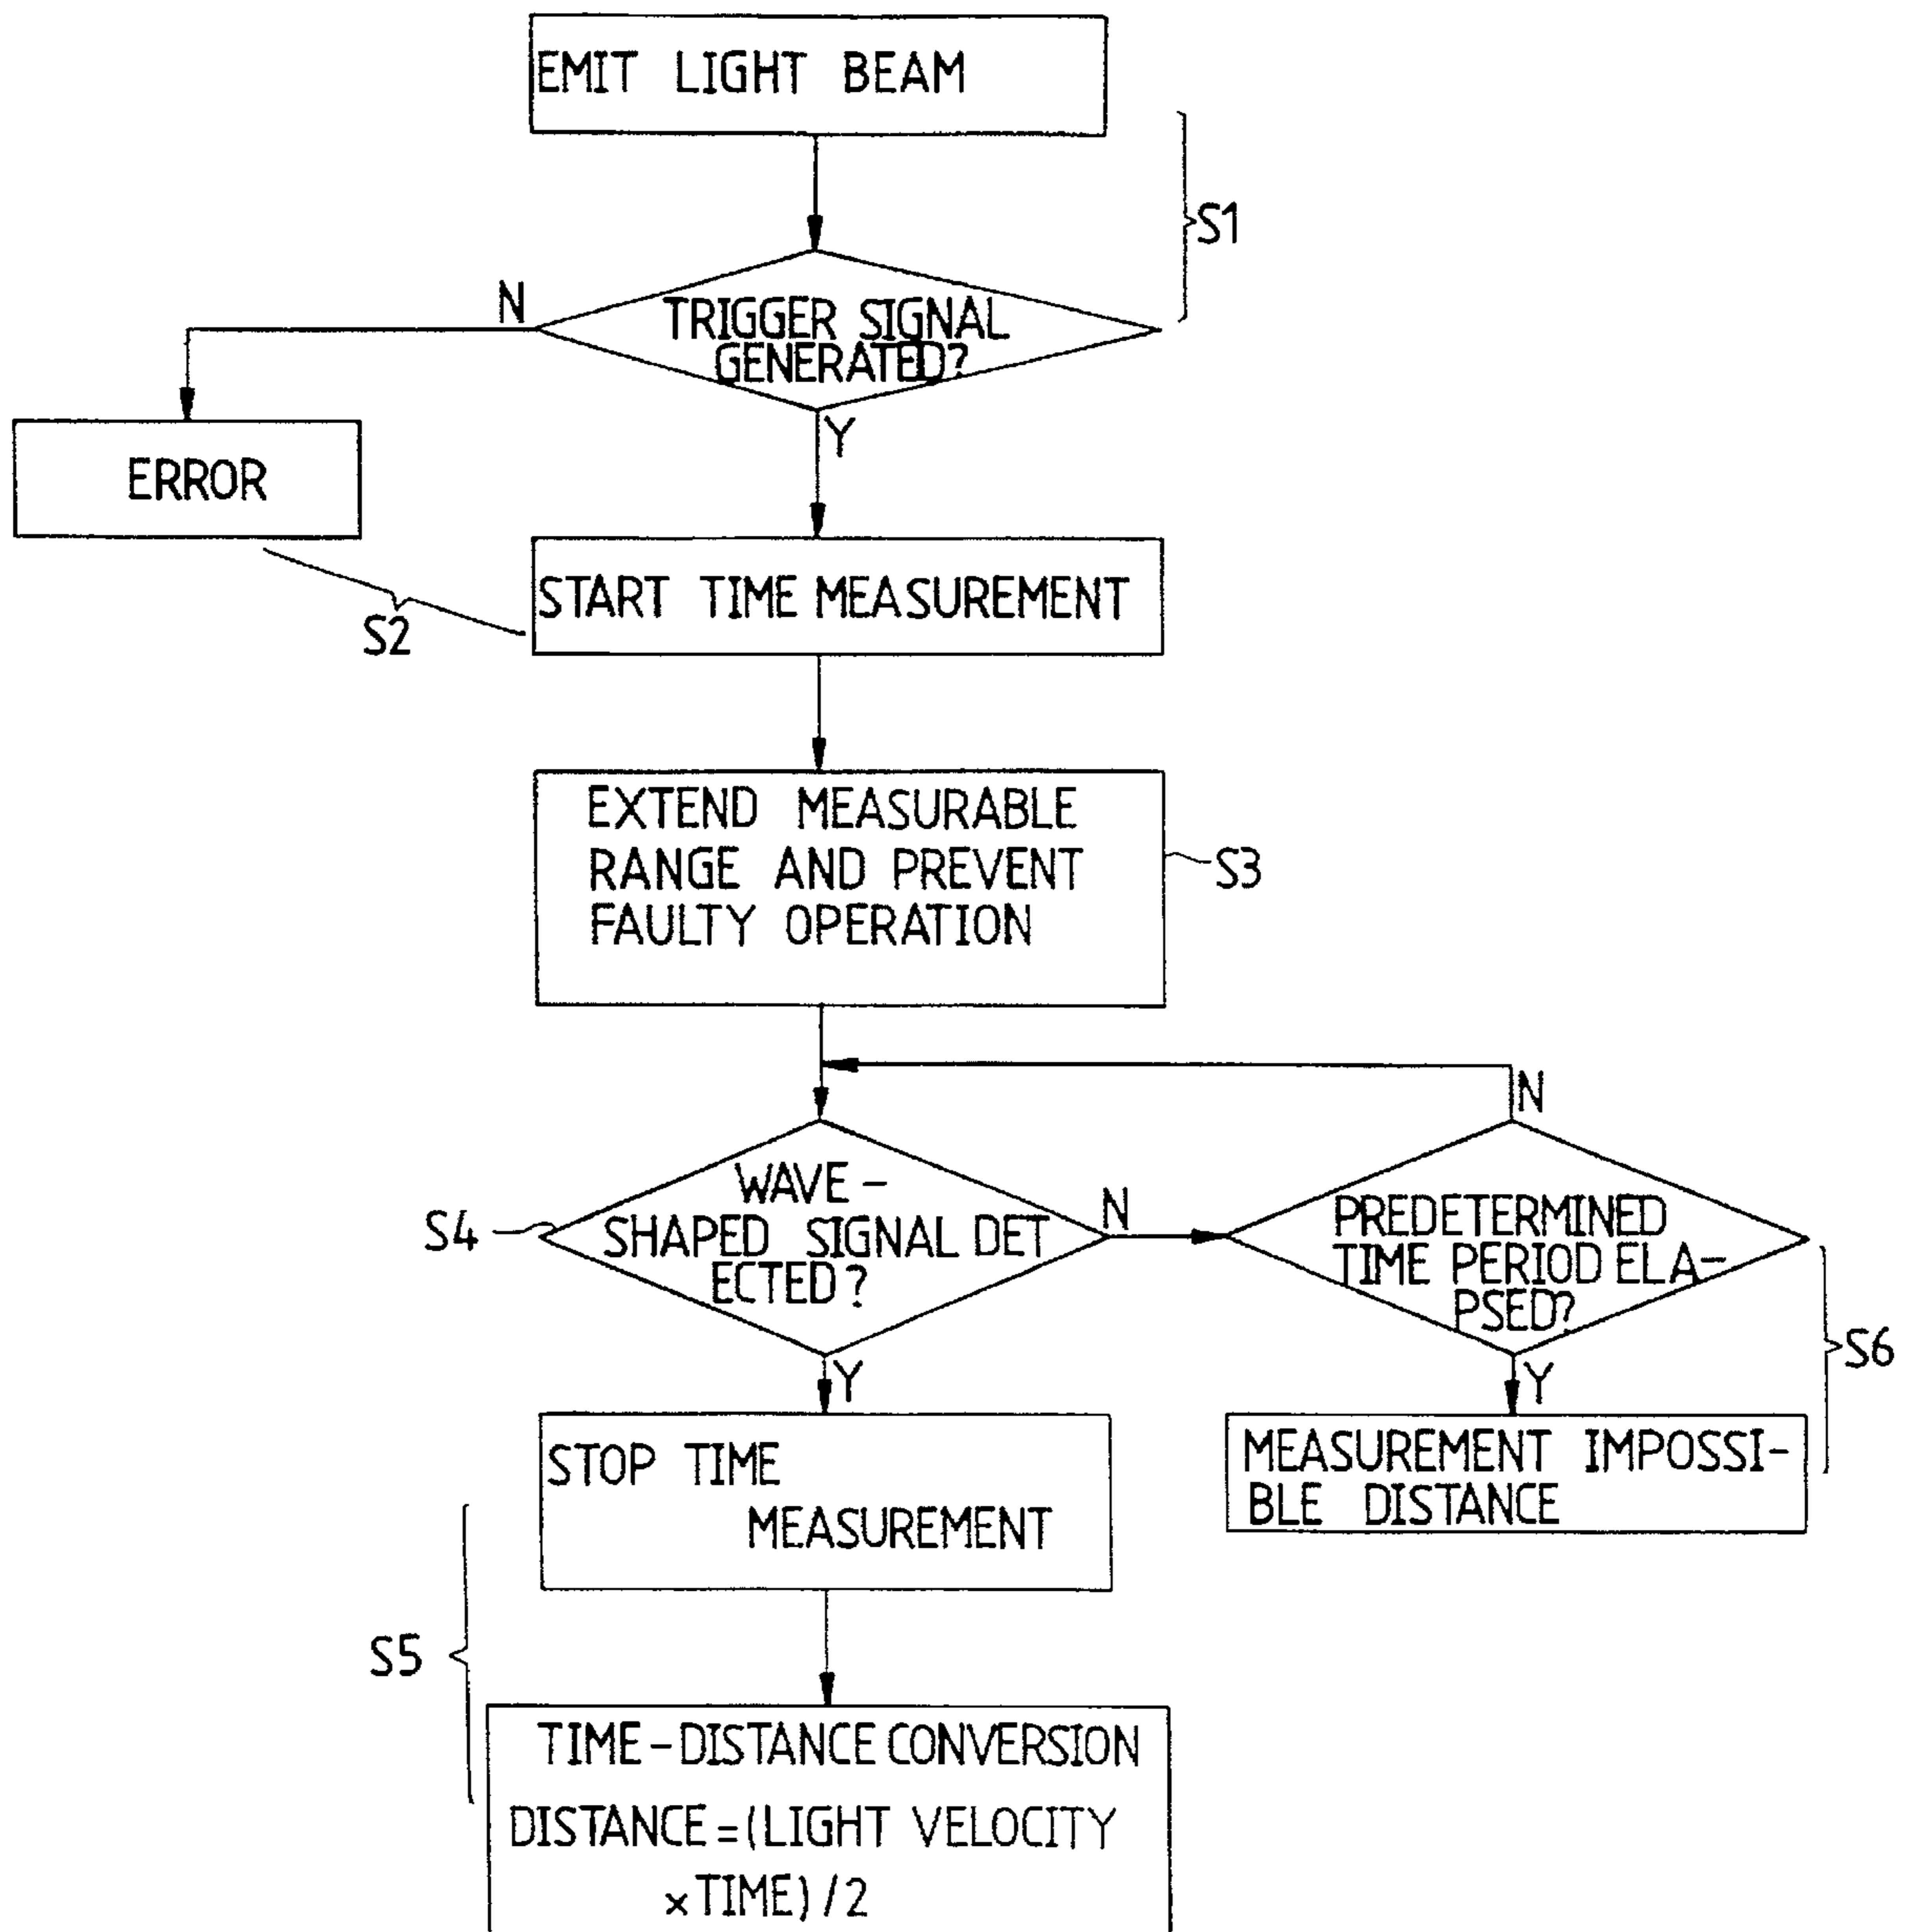 EMIT LIGHT BEAM
S1
TRIGGER SIGNAL
GENERATED?
N
Y
ERROR
START TIME MEASUREMENT
S2
EXTEND MEASURABLE
RANGE AND PREVENT
FAULTY OPERATION
S3
N
WAVE-
SHAPED SIGNAL DET
ECTED?
S4
N
PREDETERMINED
TIME PERIOD ELA-
PSED?
S6
Y
Y
STOP TIME
MEASUREMENT
MEASUREMENT IMPOSSI-
BLE DISTANCE
S5
TIME-DISTANCE CONVERSION
DISTANCE=(LIGHT VELOCITY
xTIME)/2